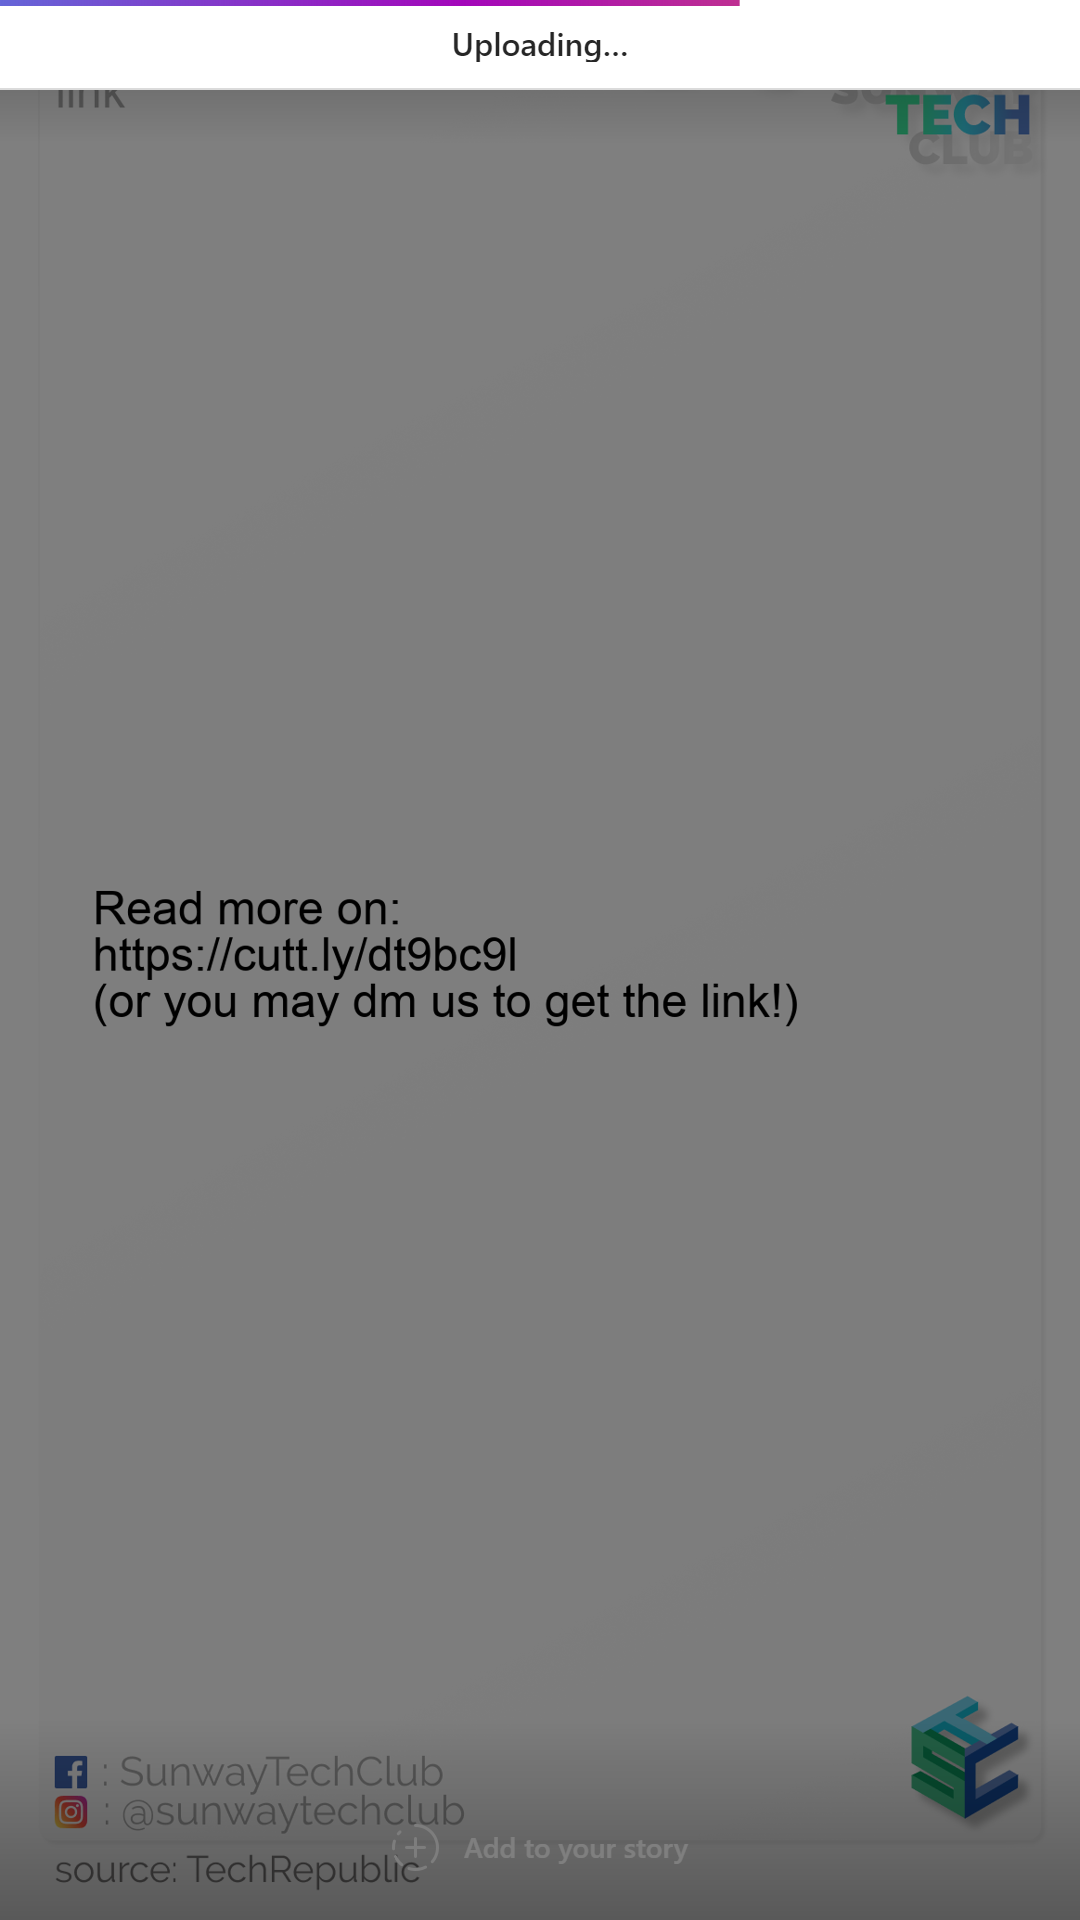 Uploading...
link
TECH
CLUB
Read more on:
https://cutt.ly/dt9bc9l
(or you may dm us to get the link!)
: SunwayTechClub
: @sunwaytechclub
Add to your story
source: TechRepublic